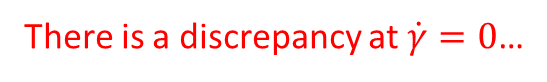 There is a discrepancy at γ̇ = 0...